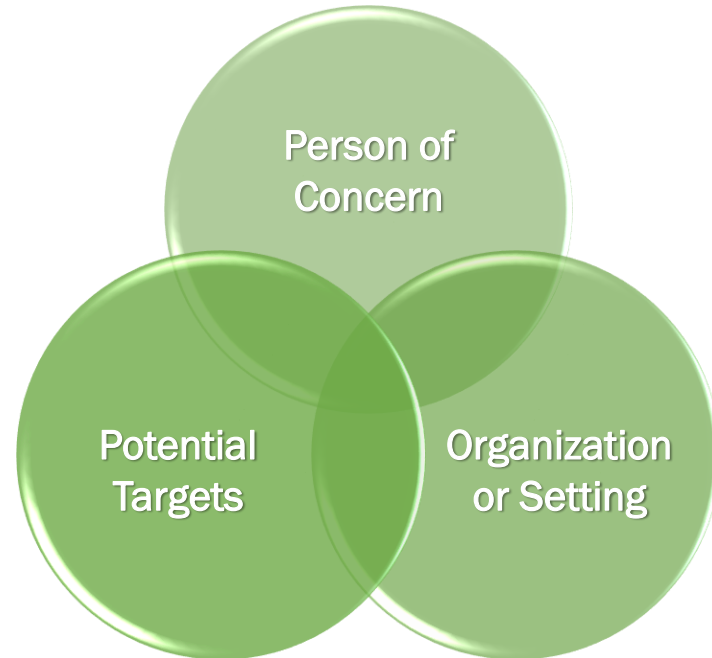 Person of
Concern
Potential
Targets
Organization
or Setting